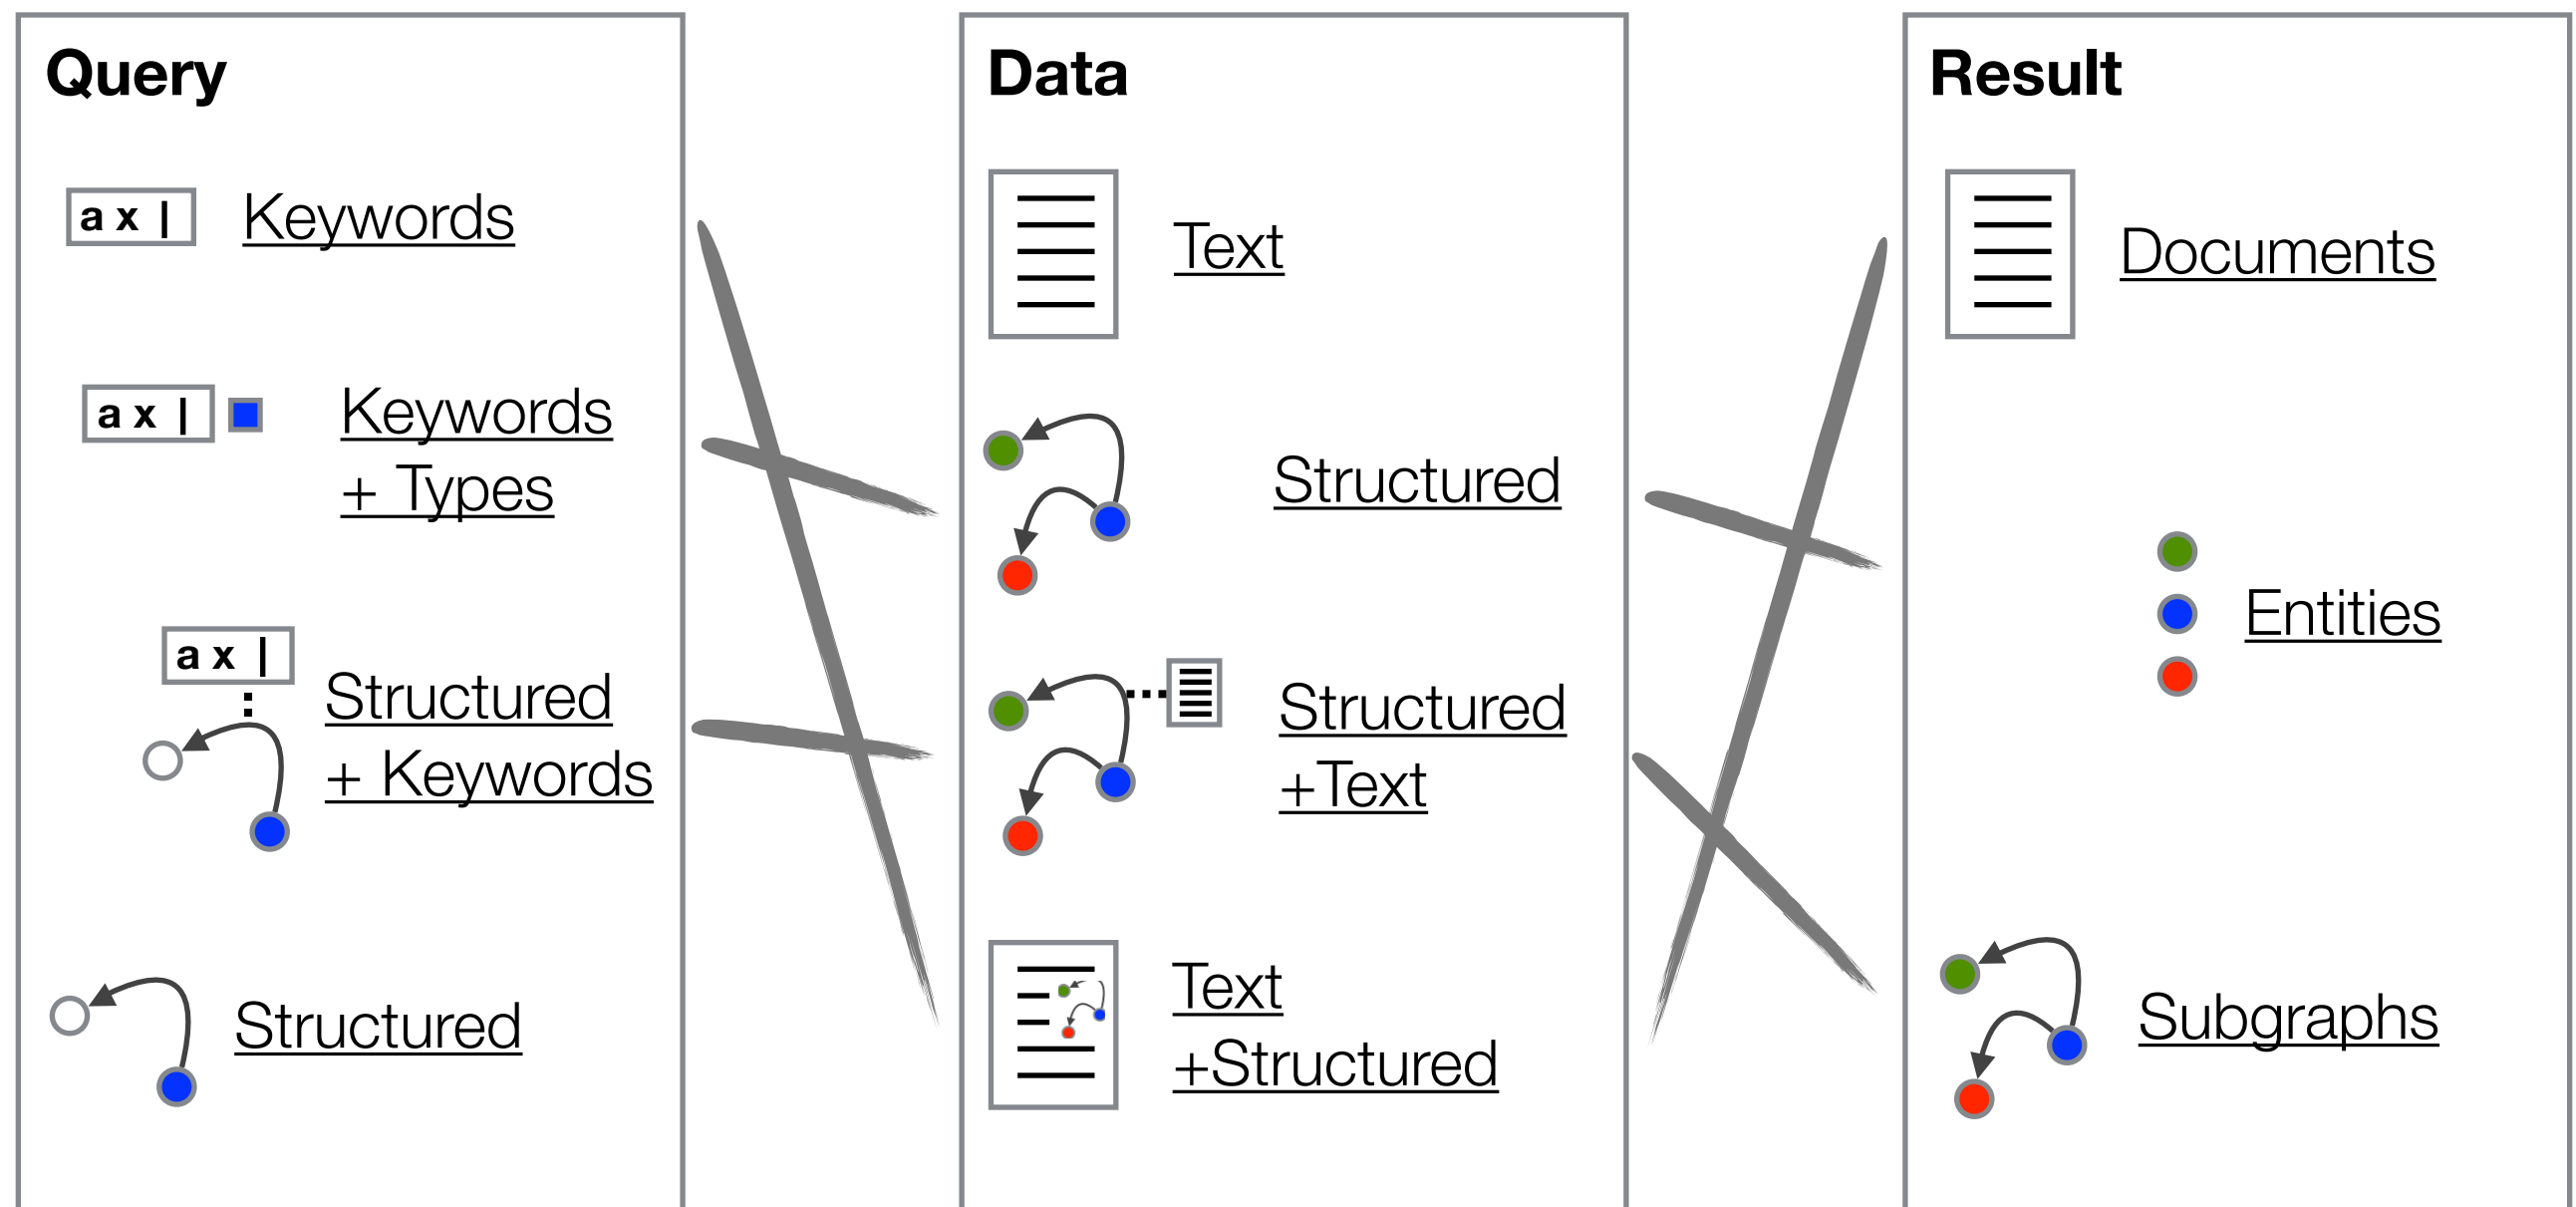 Query
a x |
Keywords
a x |
Keywords
+ Types
a x |
Structured
+ Keywords
Structured
Data
Text
Structured
Structured
+Text
Text
+Structured
Result
Documents
Entities
Subgraphs